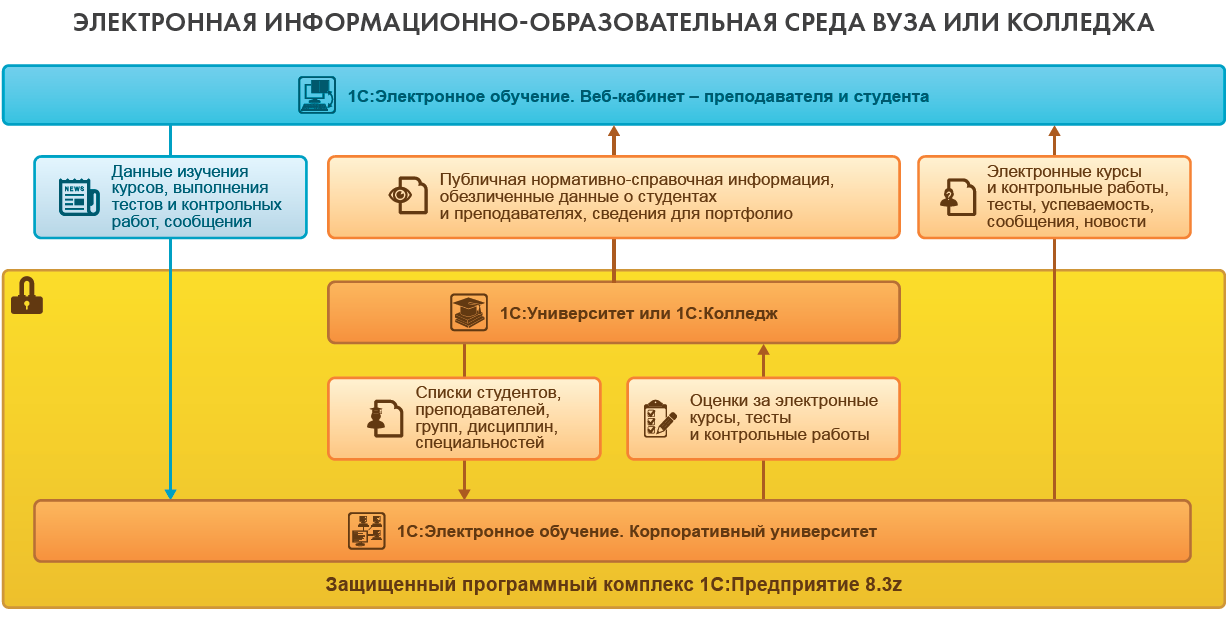 ЭЛЕКТРОННАЯ ИНФОРМАЦИОННО-ОБРАЗОВАТЕЛЬНАЯ СРЕДА ВУЗА ИЛИ КОЛЛЕДЖА
1С:Электронное обучение. Веб-кабинет – преподавателя и студента
NEWS
Данные изучения
курсов, выполнения
тестов и контрольных
работ, сообщения
Публичная нормативно-справочная информация,
обезличенные данные о студентах
и преподавателях, сведения для портфолио
Электронные курсы
и контрольные работы,
тесты, успеваемость,
сообщения, новости
1С:Университет или 1С:Колледж
Списки студентов,
преподавателей,
групп, дисциплин,
специальностей
Оценки за электронные
курсы, тесты
и контрольные работы
1С:Электронное обучение. Корпоративный университет
Защищенный программный комплекс 1С:Предприятие 8.3z